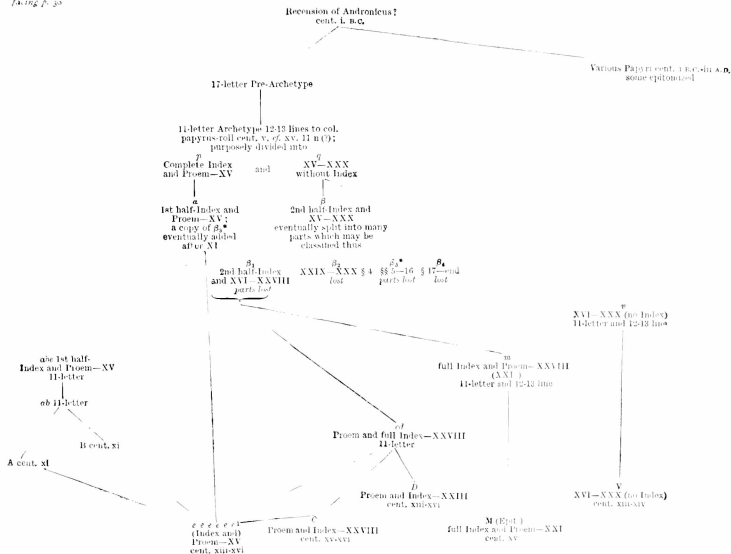 facing p. 30
Recension of Andronicus?
cent. i. B.C.
Various Papyri cent. I B.C.-III A.D.
some epitomized
17-letter Pre-Archetype
11-letter Archetype 12-13 lines to col.
papyrus-roll cent. v. cf. xv. 11 n (?);
purposely divided into
p
Complete Index
and Proem—XV
and
q
XV—XXX
without Index
a
1st half-Index and
Proem—XV;
a copy of β3*
eventually added
after XI
β
2nd half-Index and
XV—XXX
eventually split into many
parts which may be
classified thus
β1
2nd half-Index
and XVI—XXVIII
parts lost
β2
XXIX—XXX § 4
lost
β3*
§§ 5—16
parts lost
β4
§ 17—end
lost
v
XVI—XXX (no Index)
11-letter and 12-13 line
m
full Index and Proem—XXVIII
(XXI)
11-letter and 12-13 line
abc 1st half-
Index and Proem—XV
11-letter
ab 11-letter
B cent. xi
A cent. xi
cd
Proem and full Index—XXVIII
11-letter
D
Proem and Index—XXIII
cent. xiii-xvi
V
XVI—XXX (no Index)
cent. xiii-xiv
(Index and)
Proem—XV
cent. xiii-xvi
C
Proem and Index—XXVIII
cent. xv-xvi
M (Epit.)
full Index and Proem—XXI
cent. xv